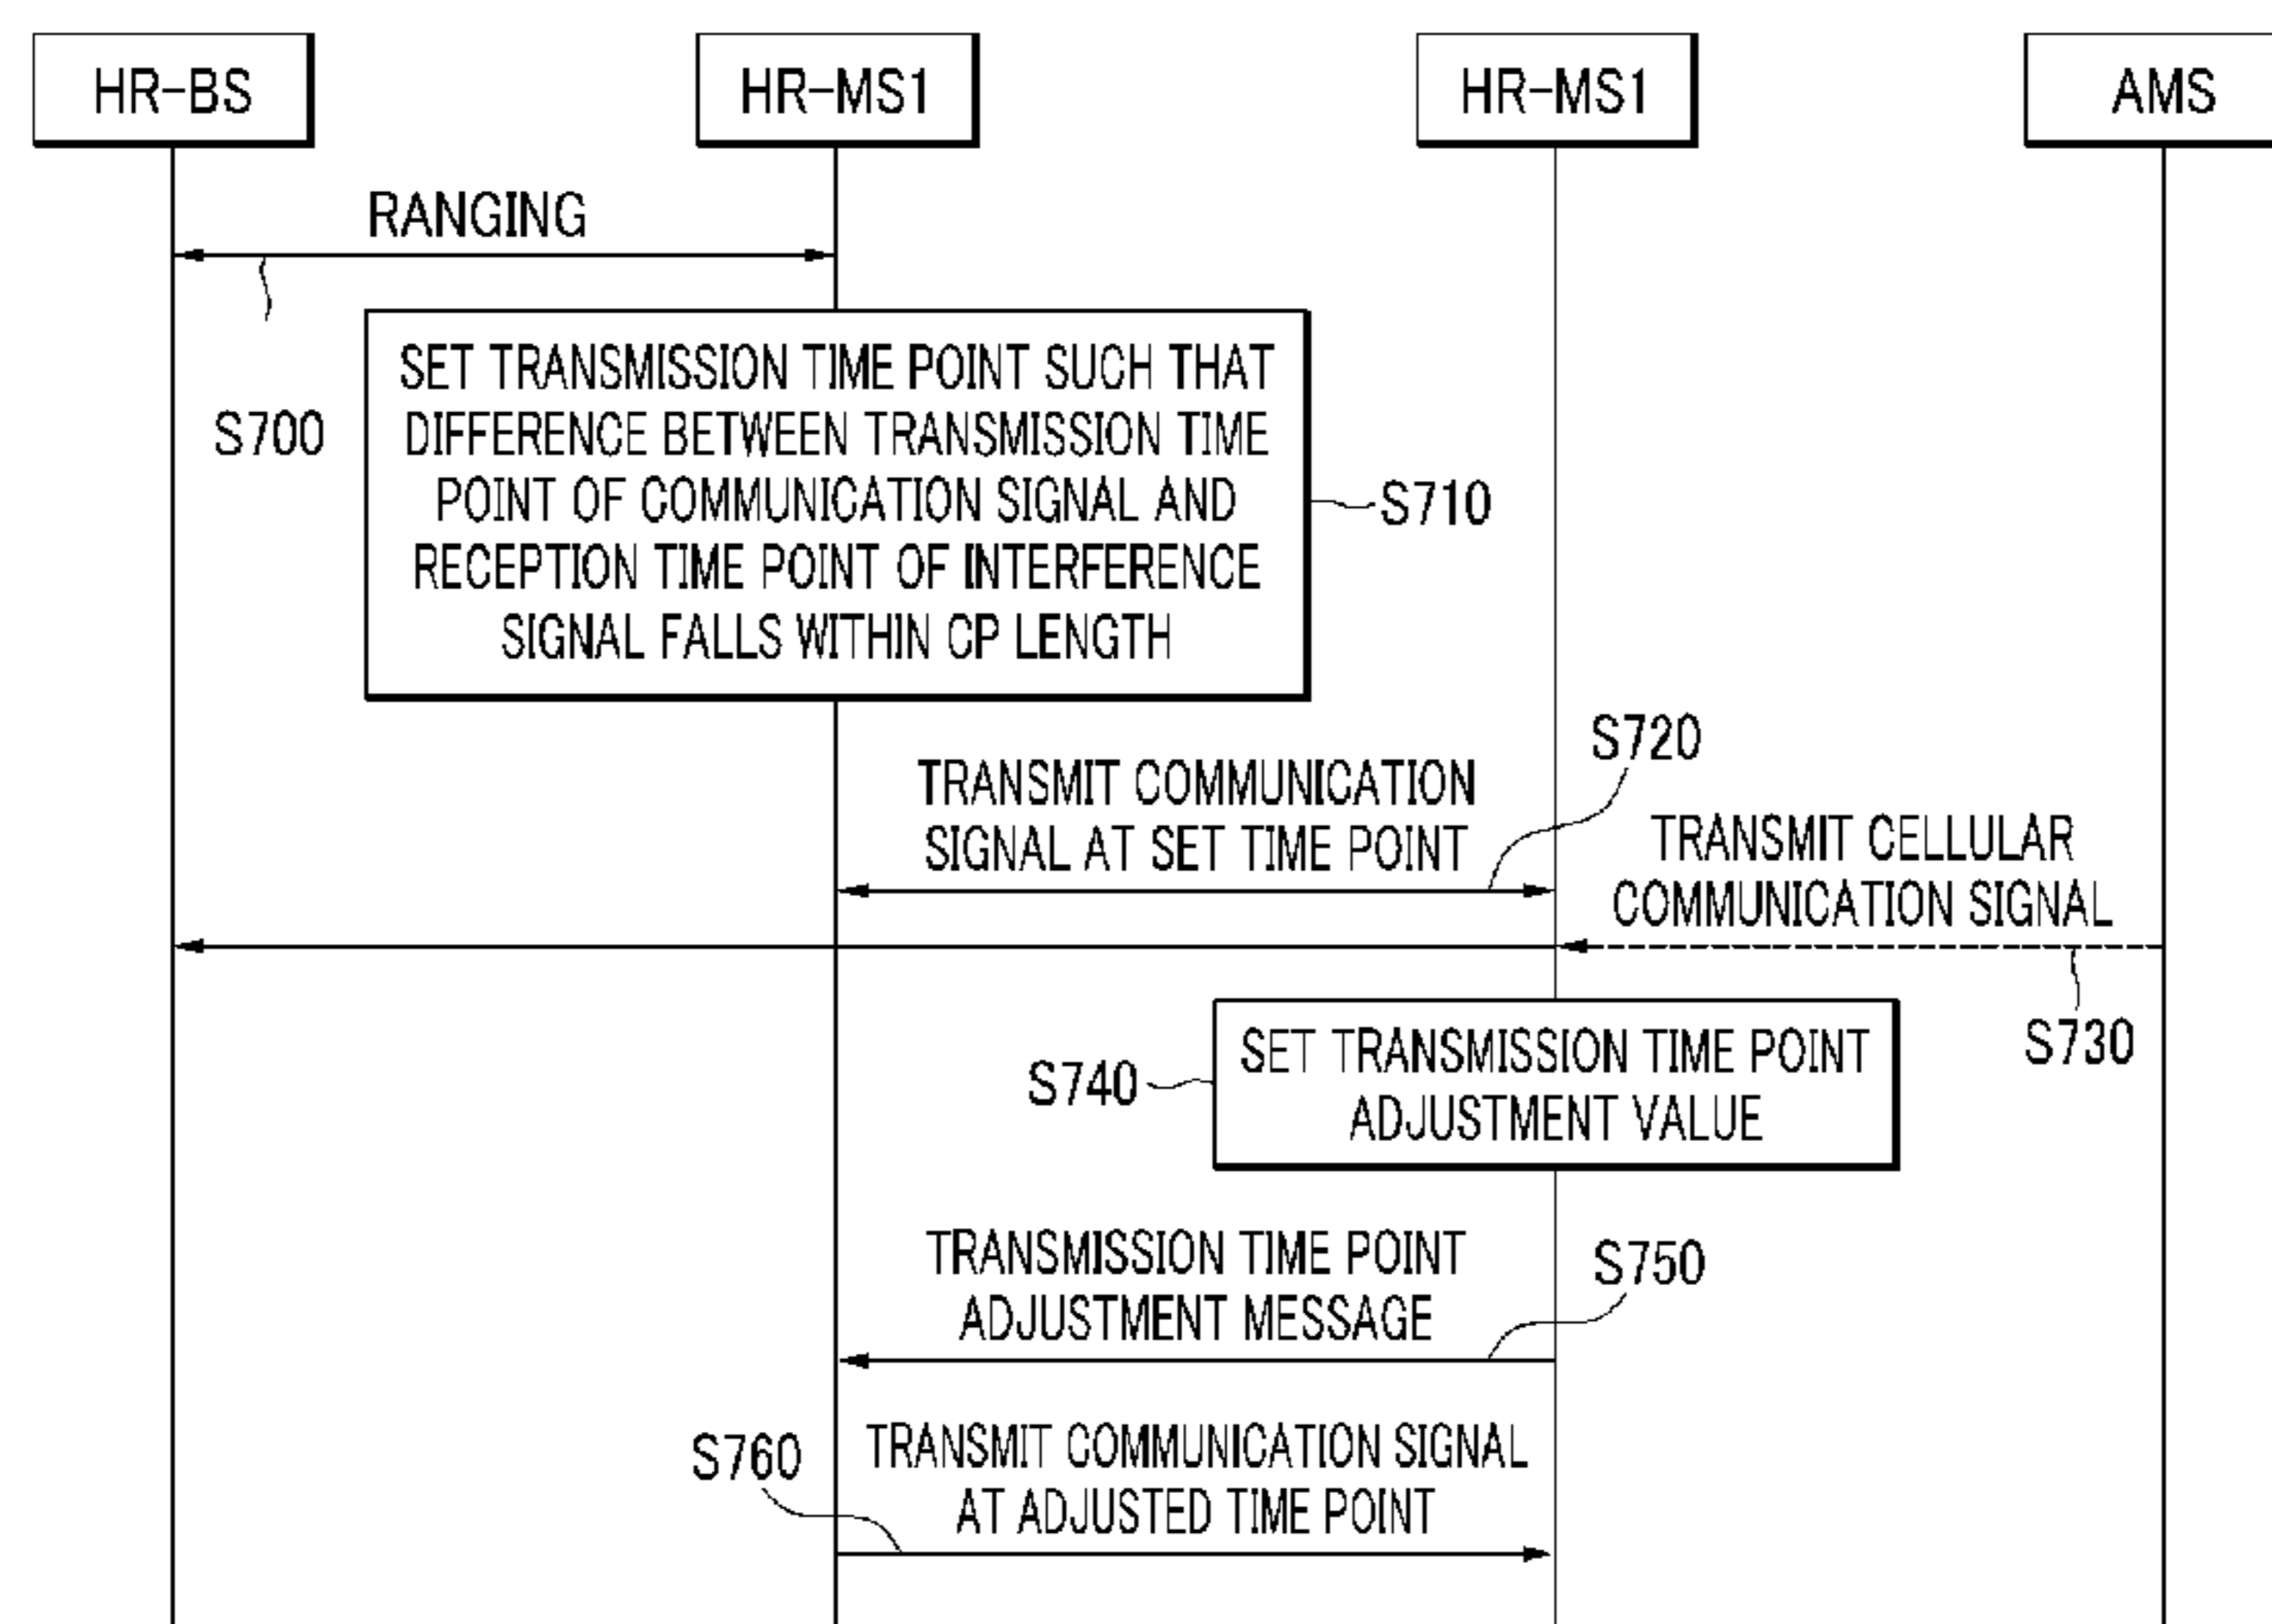 HR-BS
HR-MS1
HR-MS1
AMS
RANGING
S700
SET TRANSMISSION TIME POINT SUCH THAT
DIFFERENCE BETWEEN TRANSMISSION TIME
POINT OF COMMUNICATION SIGNAL AND
RECEPTION TIME POINT OF INTERFERENCE
SIGNAL FALLS WITHIN CP LENGTH
S710
S720
TRANSMIT COMMUNICATION
SIGNAL AT SET TIME POINT
TRANSMIT CELLULAR
COMMUNICATION SIGNAL
S730
S740
SET TRANSMISSION TIME POINT
ADJUSTMENT VALUE
TRANSMISSION TIME POINT
ADJUSTMENT MESSAGE
S750
S760
TRANSMIT COMMUNICATION SIGNAL
AT ADJUSTED TIME POINT